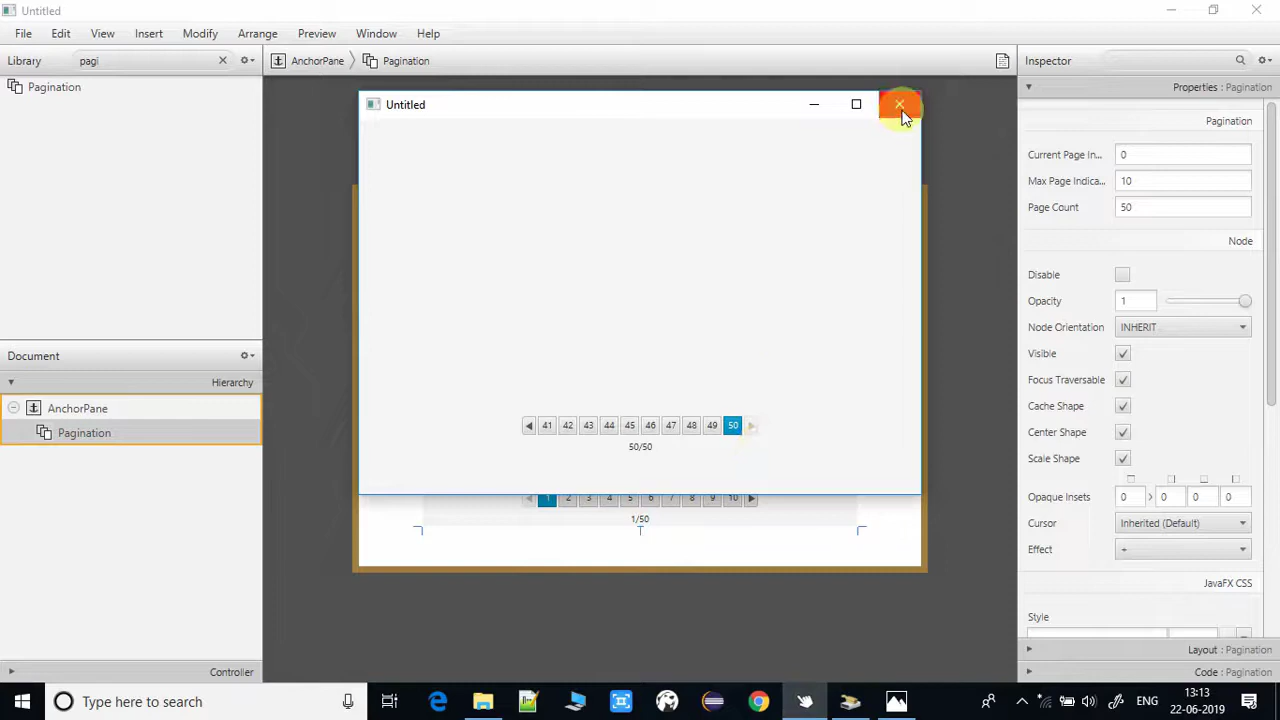 Untitled
File Edit View Insert Modify Arrange Preview Window Help
Library pagi
AnchorPane Pagination
Inspector
Pagination
Properties : Pagination
Untitled
Pagination
Current Page In... 0
Max Page Indica... 10
Page Count 50
Node
Disable
Opacity 1
Node Orientation INHERIT
Visible
Document
Focus Traversable
Hierarchy
Cache Shape
AnchorPane
Pagination
Center Shape
41 42 43 44 45 46 47 48 49 50
50/50
Scale Shape
Opaque Insets 0 0 0 0
1 2 3 4 5 6 7 8 9 10
1/50
Cursor Inherited (Default)
Effect +
JavaFX CSS
Style
Layout : Pagination
Controller
Code : Pagination
Type here to search
ENG
13:13
22-06-2019